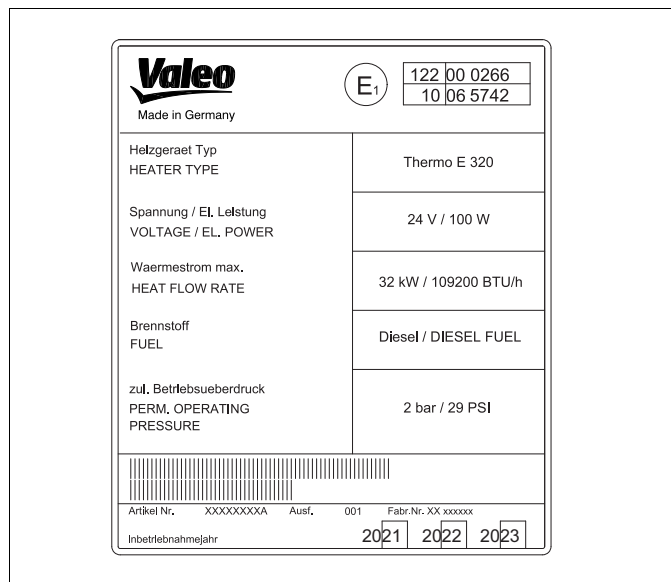 Valeo
Made in Germany
E1
122 00 0266
10 06 5742
Heizgeraet Typ
HEATER TYPE
Thermo E 320
Spannung / El. Leistung
VOLTAGE / EL. POWER
24 V / 100 W
Waermestrom max.
HEAT FLOW RATE
32 kW / 109200 BTU/h
Brennstoff
FUEL
Diesel / DIESEL FUEL
zul. Betriebsueberdruck
PERM. OPERATING
PRESSURE
2 bar / 29 PSI
Artikel Nr. XXXXXXXXA Ausf. 001 Fabr.Nr. XX xxxxxx
Inbetriebnahmejahr 2021 2022 2023